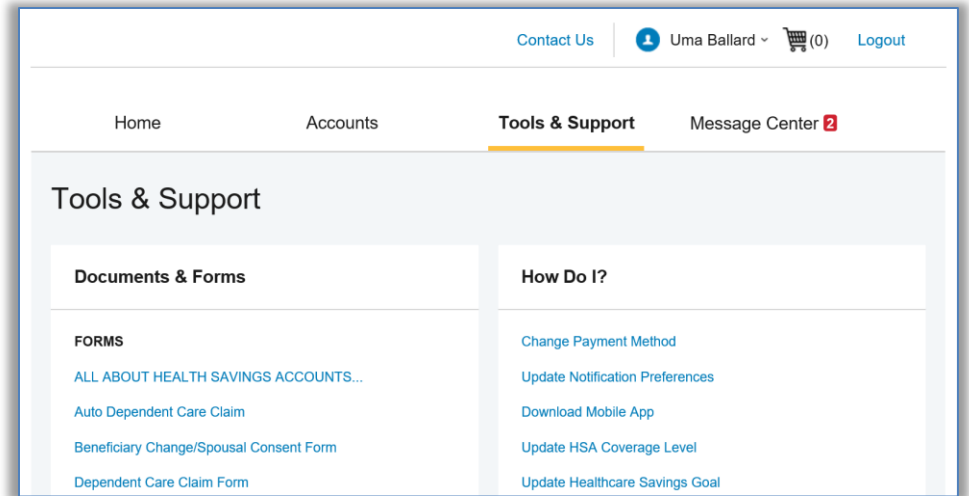 Contact Us Uma Ballard (0) Logout
Home Accounts Tools & Support Message Center 2
Tools & Support
Documents & Forms
FORMS
ALL ABOUT HEALTH SAVINGS ACCOUNTS...
Auto Dependent Care Claim
Beneficiary Change/Spousal Consent Form
Dependent Care Claim Form
How Do I?
Change Payment Method
Update Notification Preferences
Download Mobile App
Update HSA Coverage Level
Update Healthcare Savings Goal